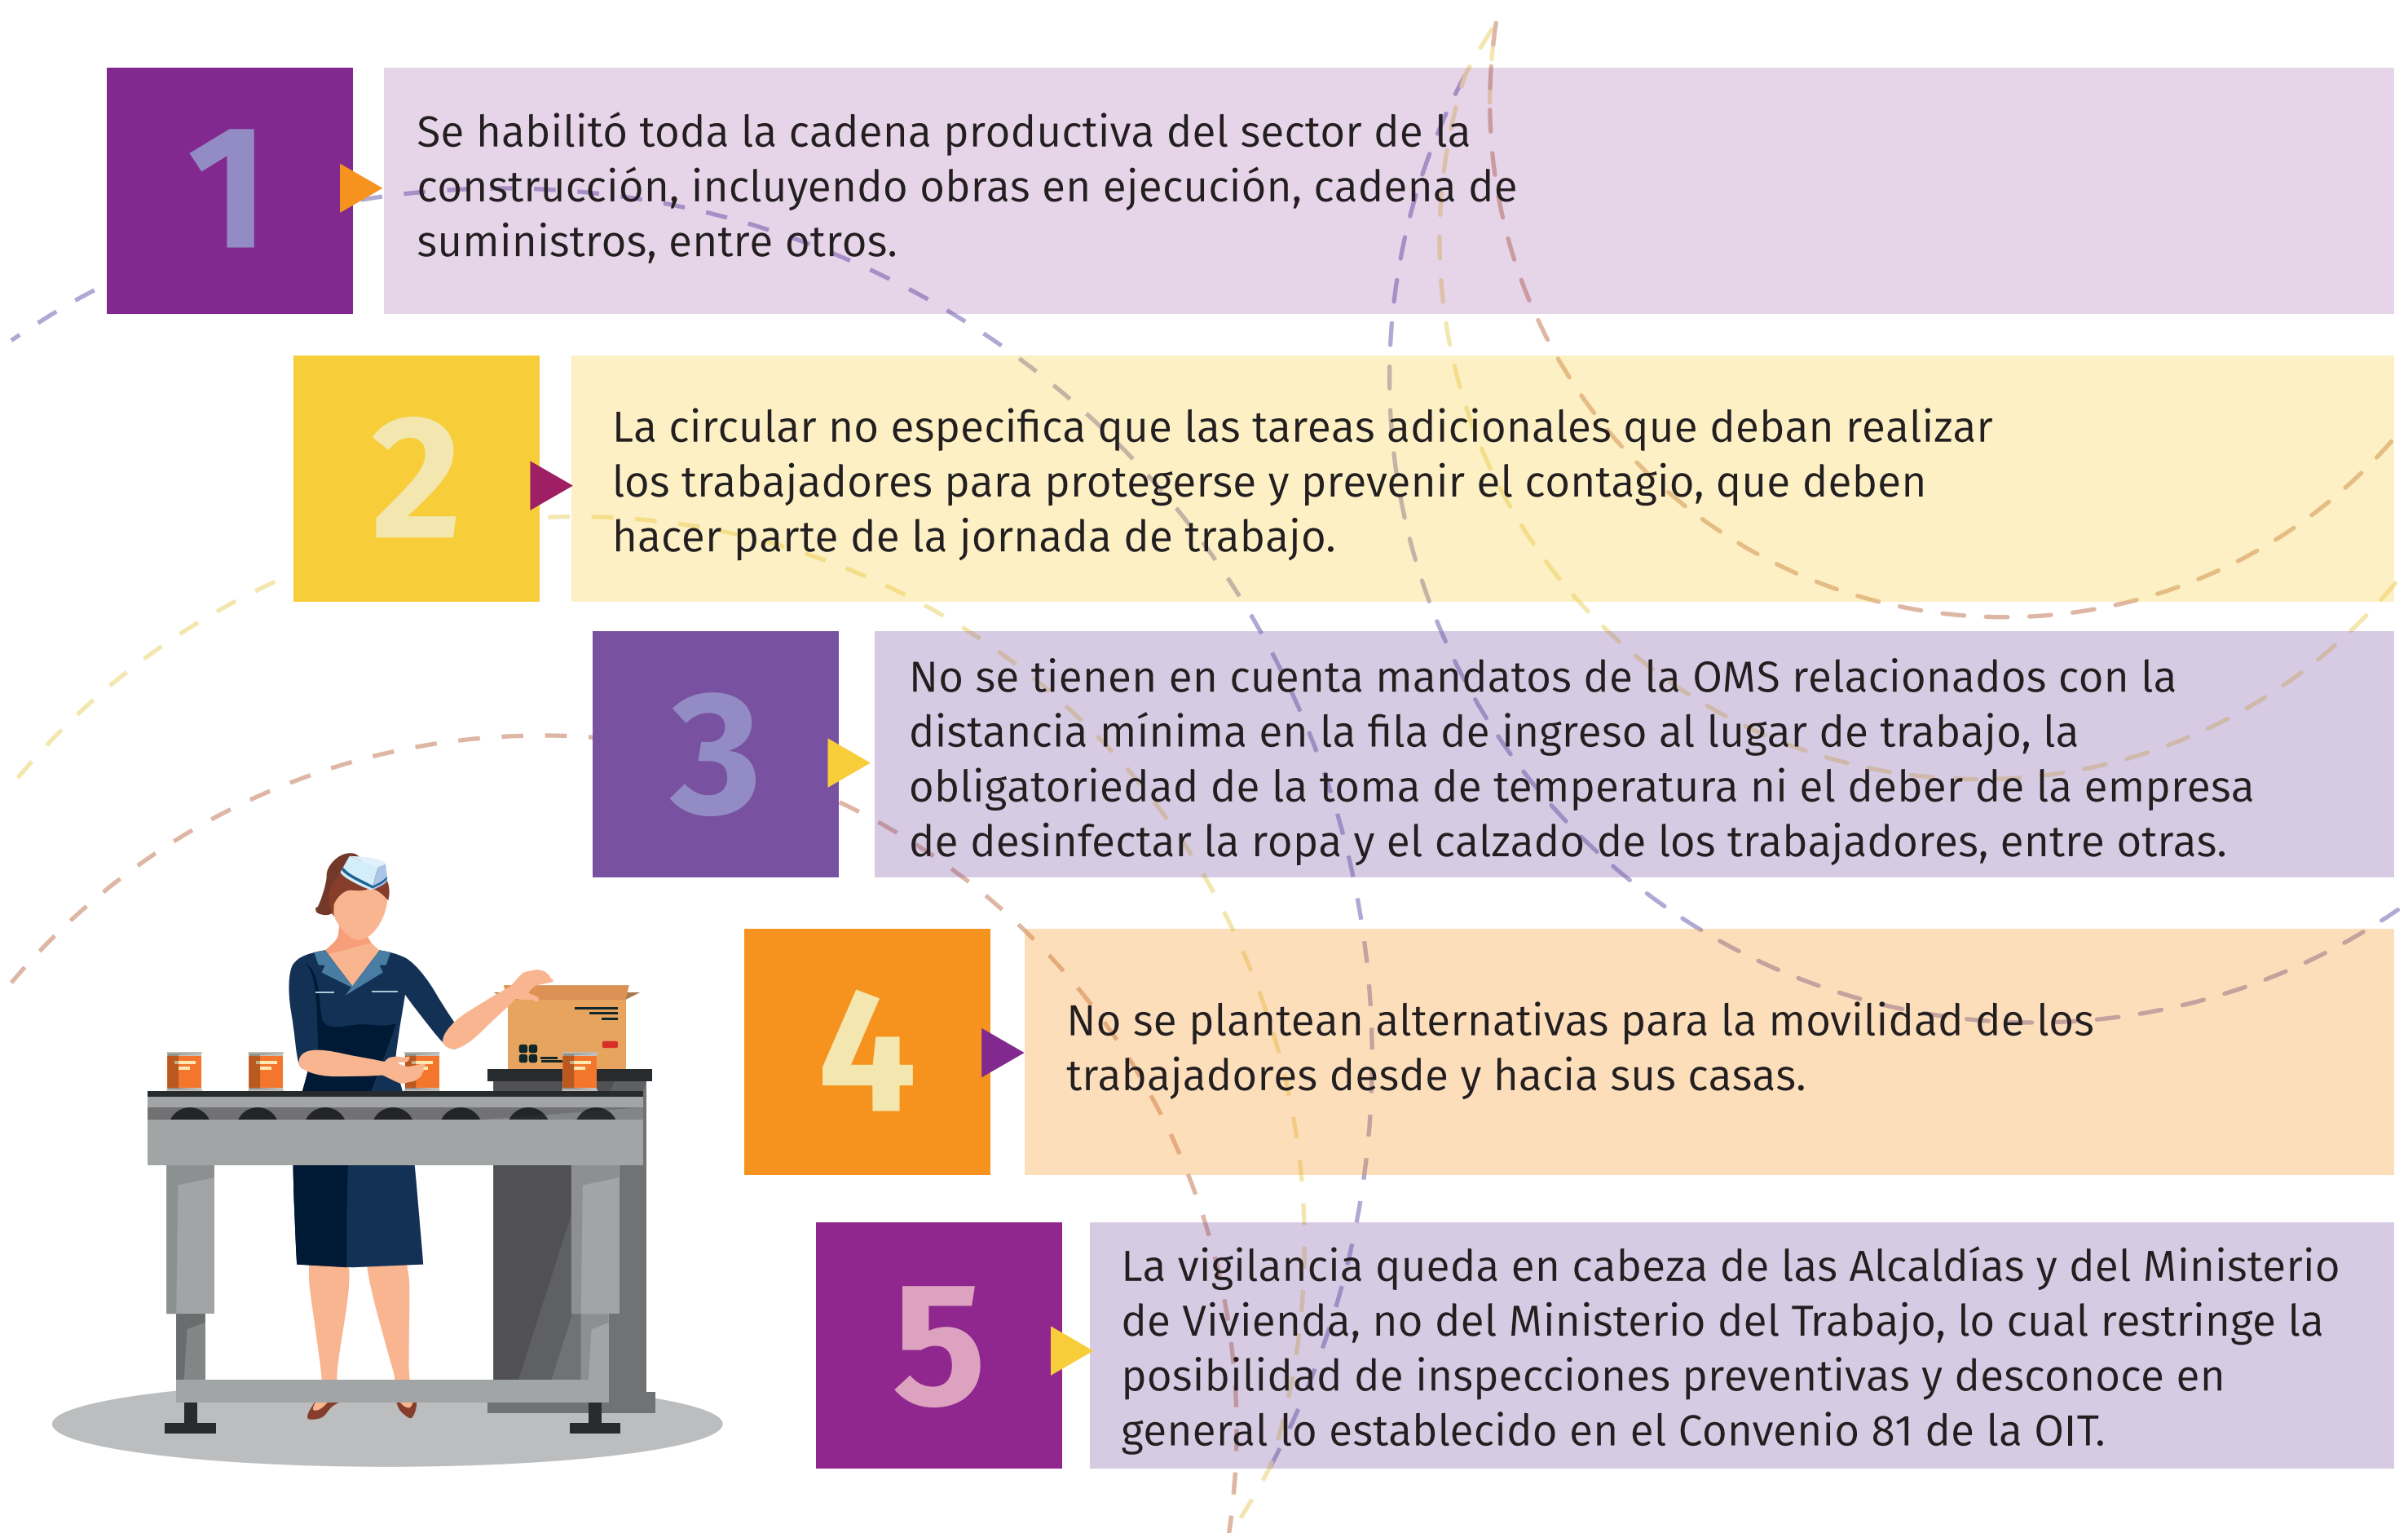 1
Se habilitó toda la cadena productiva del sector de la
construcción, incluyendo obras en ejecución, cadena de
suministros, entre otros.
2
La circular no especifica que las tareas adicionales que deban realizar
los trabajadores para protegerse y prevenir el contagio, que deben
hacer parte de la jornada de trabajo.
3
No se tienen en cuenta mandatos de la OMS relacionados con la
distancia mínima en la fila de ingreso al lugar de trabajo, la
obligatoriedad de la toma de temperatura ni el deber de la empresa
de desinfectar la ropa y el calzado de los trabajadores, entre otras.
4
No se plantean alternativas para la movilidad de los
trabajadores desde y hacia sus casas.
5
La vigilancia queda en cabeza de las Alcaldías y del Ministerio
de Vivienda, no del Ministerio del Trabajo, lo cual restringe la
posibilidad de inspecciones preventivas y desconoce en
general lo establecido en el Convenio 81 de la OIT.